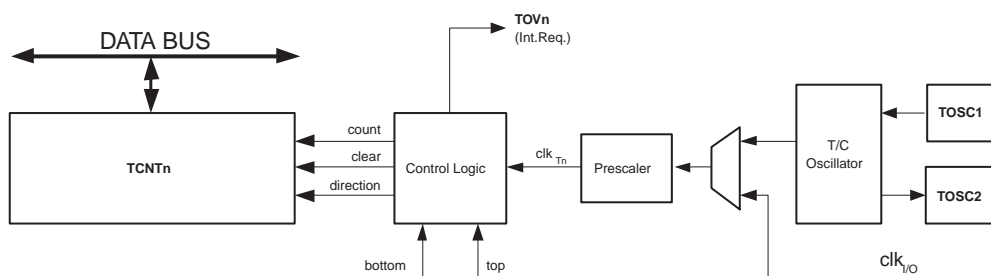 DATA BUS
TOVn
(Int.Req.)
TCNTn
count
clear
direction
Control Logic
clk Tn
Prescaler
T/C
Oscillator
TOSC1
TOSC2
bottom
top
clk I/O